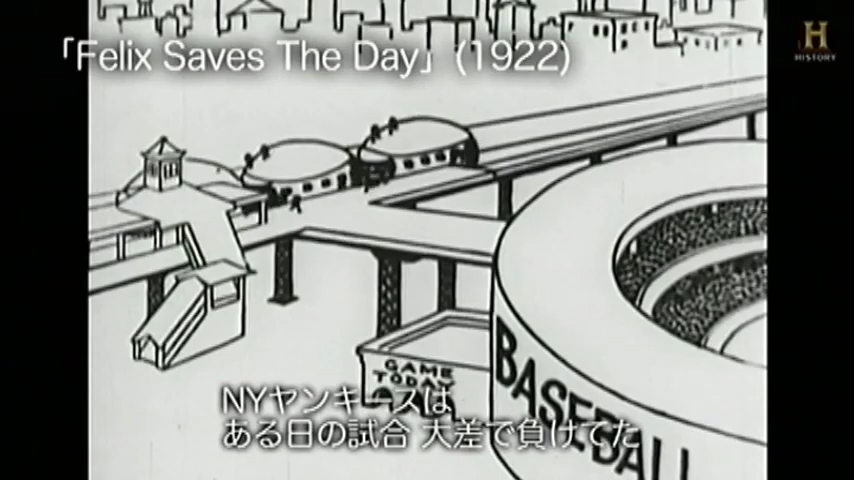 「Felix Saves The Day」(1922)
H
HISTORY
GAME
TODAY
BASEBALL
NYヤンキースは
ある日の試合 大差で負けてた